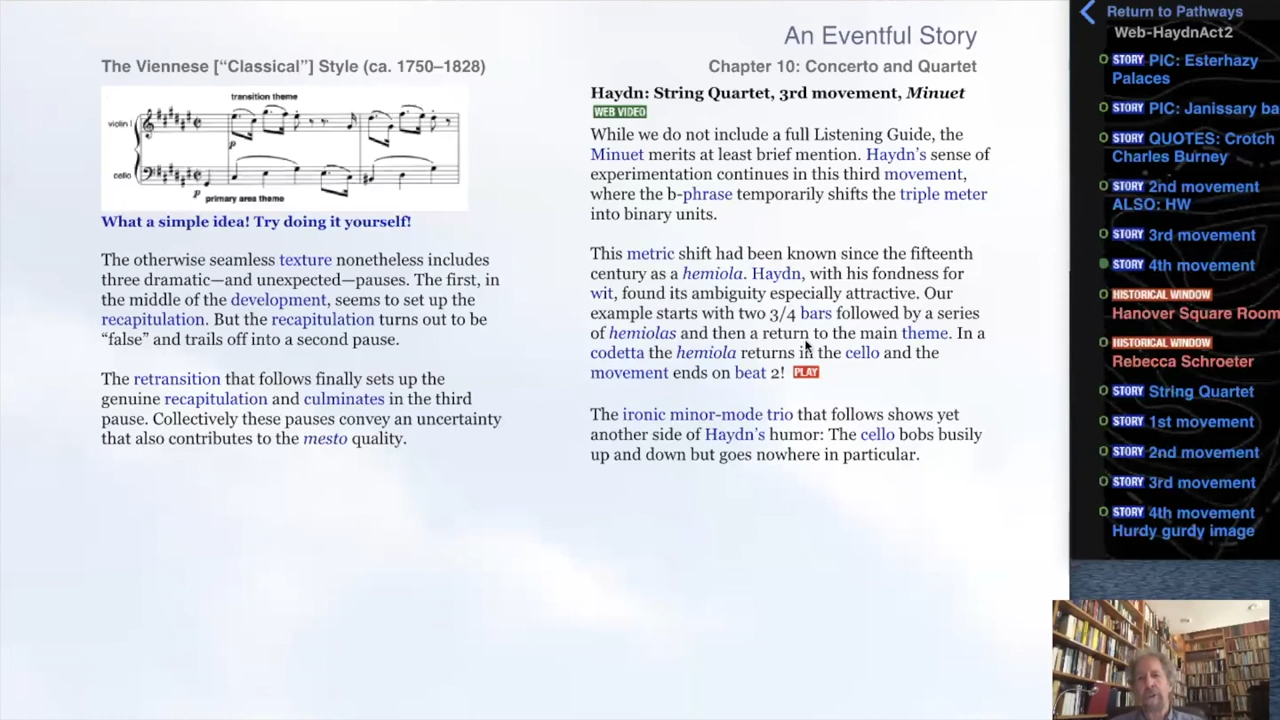 An Eventful Story
The Viennese [“Classical”] Style (ca. 1750–1828)
Chapter 10: Concerto and Quartet
transition theme
violin I
p
cello
p
primary area theme
What a simple idea! Try doing it yourself!
The otherwise seamless texture nonetheless includes
three dramatic—and unexpected—pauses. The first, in
the middle of the development, seems to set up the
recapitulation. But the recapitulation turns out to be
“false” and trails off into a second pause.
The retransition that follows finally sets up the
genuine recapitulation and culminates in the third
pause. Collectively these pauses convey an uncertainty
that also contributes to the mesto quality.
Haydn: String Quartet, 3rd movement, Minuet
WEB VIDEO
While we do not include a full Listening Guide, the
Minuet merits at least brief mention. Haydn’s sense of
experimentation continues in this third movement,
where the b-phrase temporarily shifts the triple meter
into binary units.
This metric shift had been known since the fifteenth
century as a hemiola. Haydn, with his fondness for
wit, found its ambiguity especially attractive. Our
example starts with two 3/4 bars followed by a series
of hemiolas and then a return to the main theme. In a
codetta the hemiola returns in the cello and the
movement ends on beat 2! PLAY
The ironic minor-mode trio that follows shows yet
another side of Haydn’s humor: The cello bobs busily
up and down but goes nowhere in particular.
Return to Pathways
Web-HaydnAct2
STORY PIC: Esterhazy
Palaces
STORY PIC: Janissary ba
STORY QUOTES: Crotch
Charles Burney
STORY 2nd movement
ALSO: HW
STORY 3rd movement
STORY 4th movement
HISTORICAL WINDOW
Hanover Square Room
HISTORICAL WINDOW
Rebecca Schroeter
STORY String Quartet
STORY 1st movement
STORY 2nd movement
STORY 3rd movement
STORY 4th movement
Hurdy gurdy image